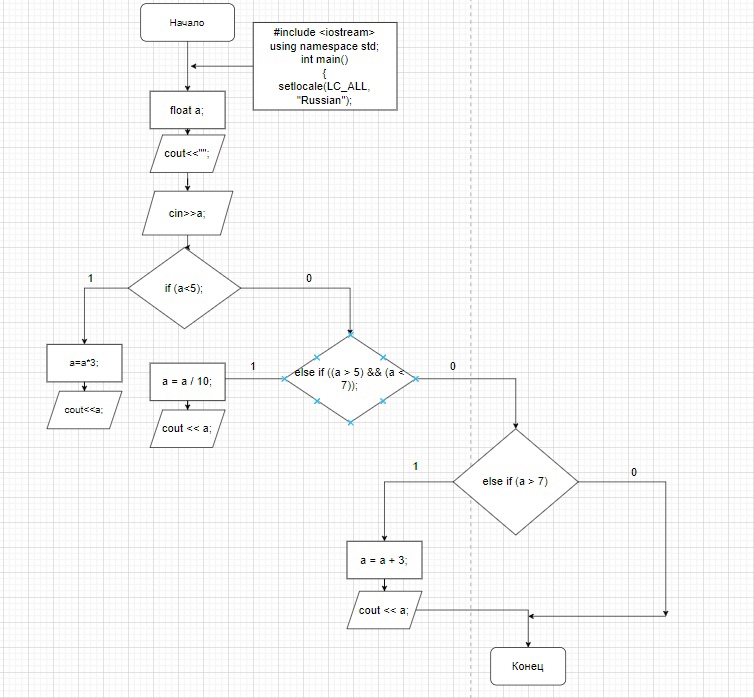 Начало
#include <iostream>
using namespace std;
int main()
{
setlocale(LC_ALL,
"Russian");
float a;
cout<<"";
cin>>a;
if (a<5);
1
0
a=a*3;
cout<<a;
else if ((a > 5) && (a <
7));
1
0
a = a / 10;
cout << a;
else if (a > 7)
1
0
a = a + 3;
cout << a;
Конец